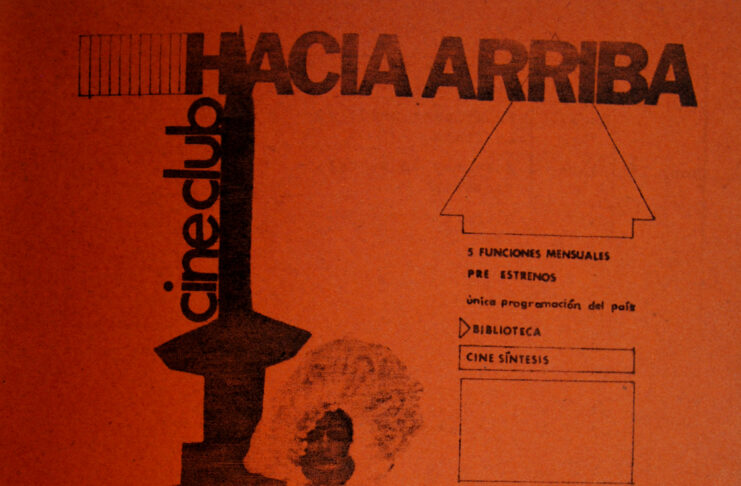 HACIA ARRIBA
cineclub
5 FUNCIONES MENSUALES
PRE ESTRENOS
única programación del país
BIBLIOTECA
CINE SÍNTESIS